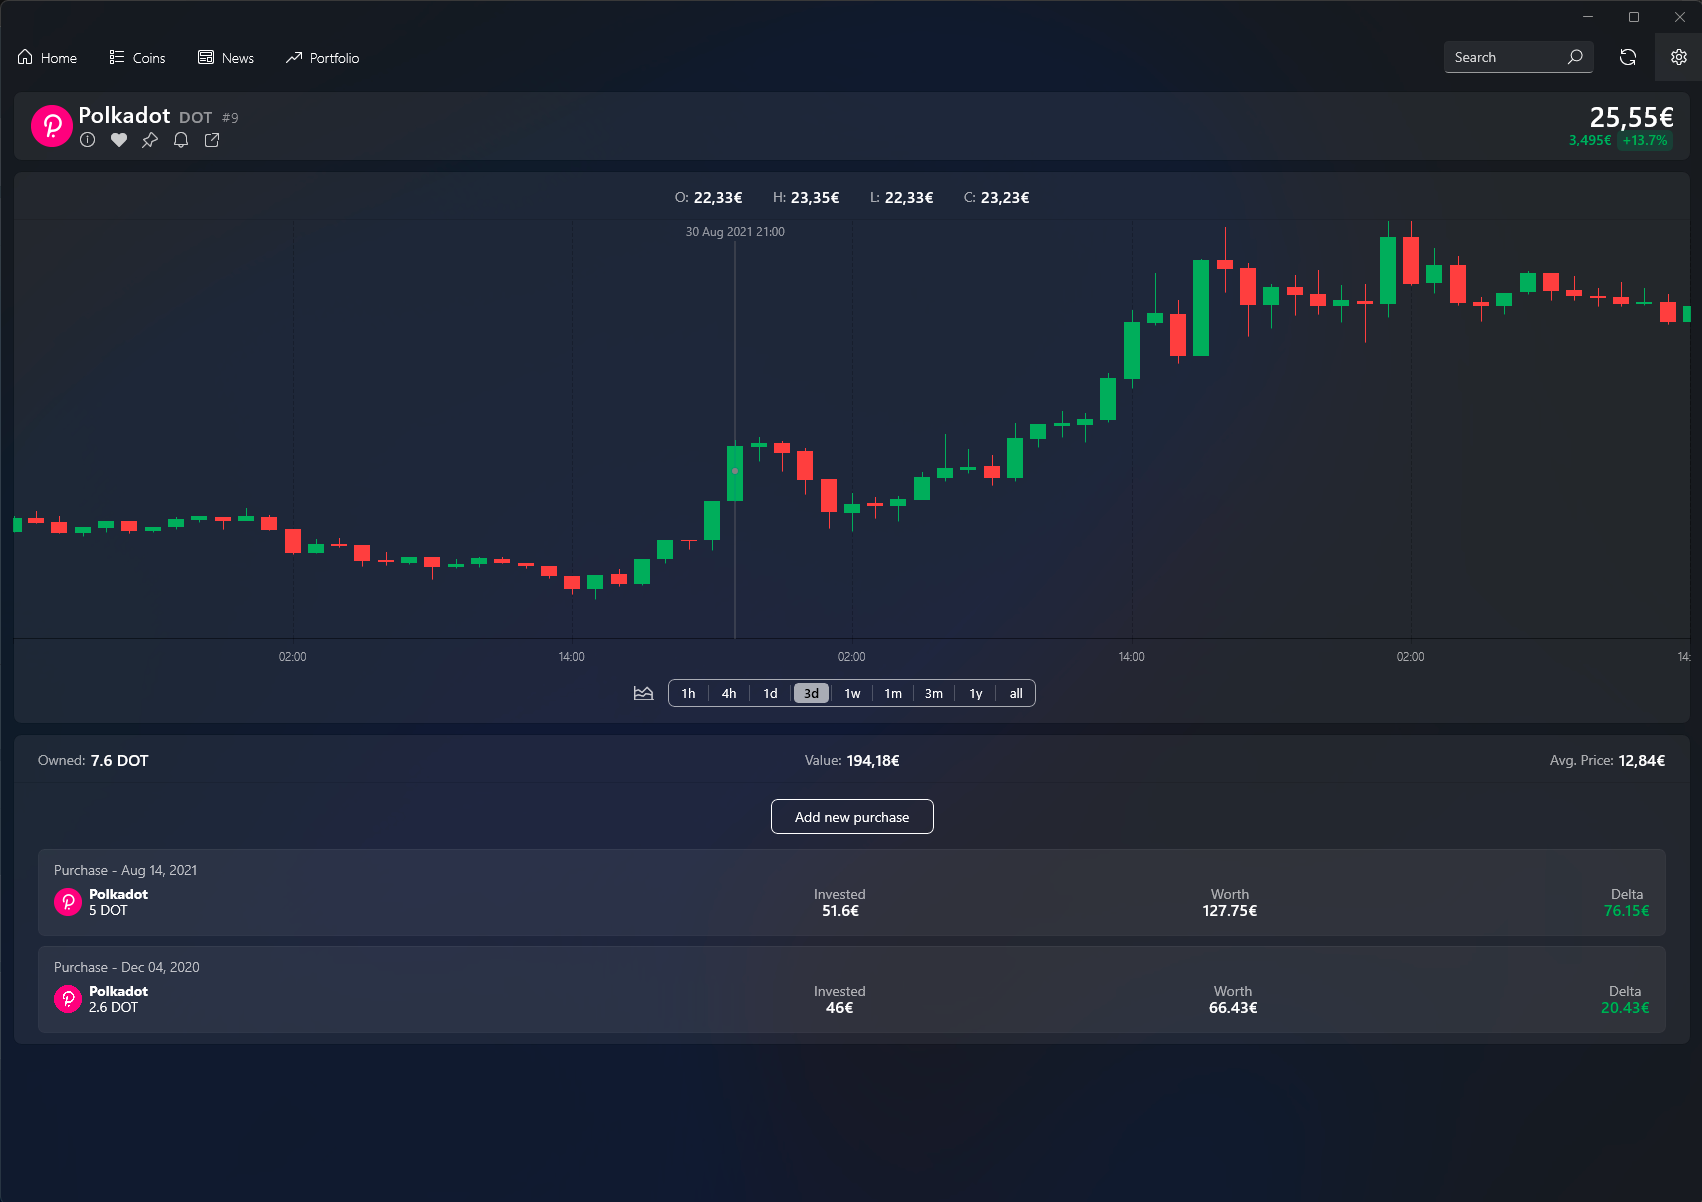 Home Coins News Portfolio Search
Polkadot DOT #9
25,55€
3,495€ +13.7%
O: 22,33€ H: 23,35€ L: 22,33€ C: 23,23€
30 Aug 2021 21:00
02:00 14:00 02:00 14:00 02:00 14:
1h 4h 1d 3d 1w 1m 3m 1y all
Owned: 7.6 DOT Value: 194,18€ Avg. Price: 12,84€
Add new purchase
Purchase - Aug 14, 2021
Polkadot Invested Worth Delta
5 DOT 51.6€ 127.75€ 76.15€
Purchase - Dec 04, 2020
Polkadot Invested Worth Delta
2.6 DOT 46€ 66.43€ 20.43€